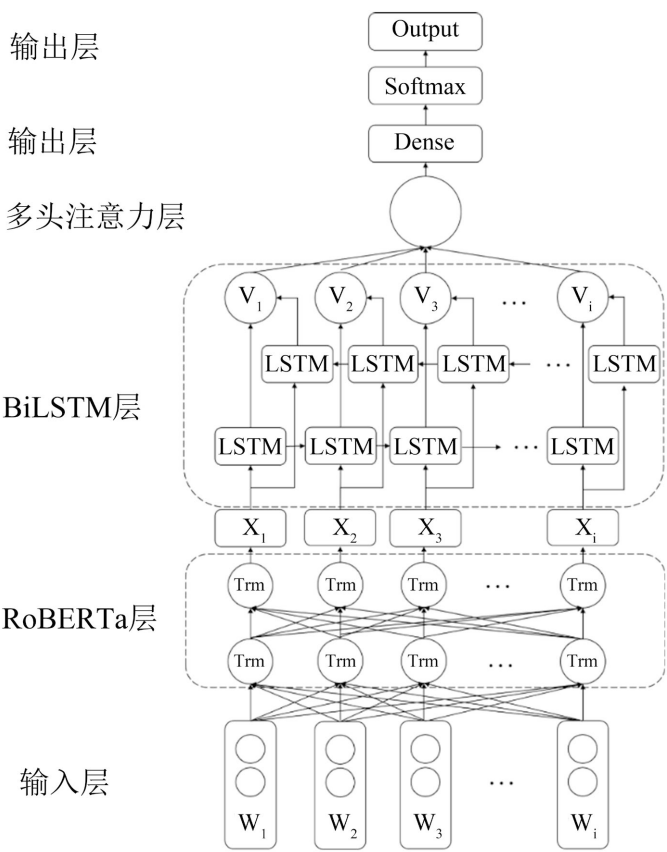 输出层 Output
Softmax
输出层 Dense
多头注意力层
V1 V2 V3 … Vi
LSTM LSTM LSTM … LSTM
BiLSTM层
LSTM LSTM LSTM … LSTM
X1 X2 X3 Xi
Trm Trm Trm … Trm
RoBERTa层
Trm Trm Trm … Trm
输入层 …
W1 W2 W3 Wi